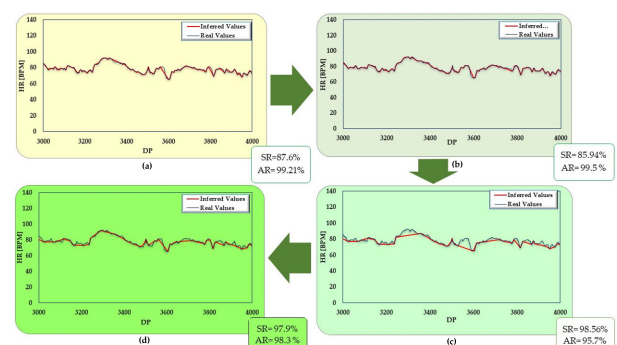 Inferred Values
Real Values
HR [BPM]
140
120
100
80
60
40
20
0
3000 3200 3400 3600 3800 4000
DP
(a)
SR=87.6%
AR=99.21%
Inferred...
Real Values
HR [BPM]
140
120
100
80
60
40
20
0
3000 3200 3400 3600 3800 4000
DP
(b)
SR=85.94%
AR=99.5 %
Inferred Values
Real Values
HR [BPM]
140
120
100
80
60
40
20
0
3000 3200 3400 3600 3800 4000
DP
(d)
SR=97.9%
AR=98.3 %
Inferred Values
Real Values
HR [BPM]
140
120
100
80
60
40
20
0
3000 3200 3400 3600 3800 4000
DP
(c)
SR=98.56%
AR=95.7%